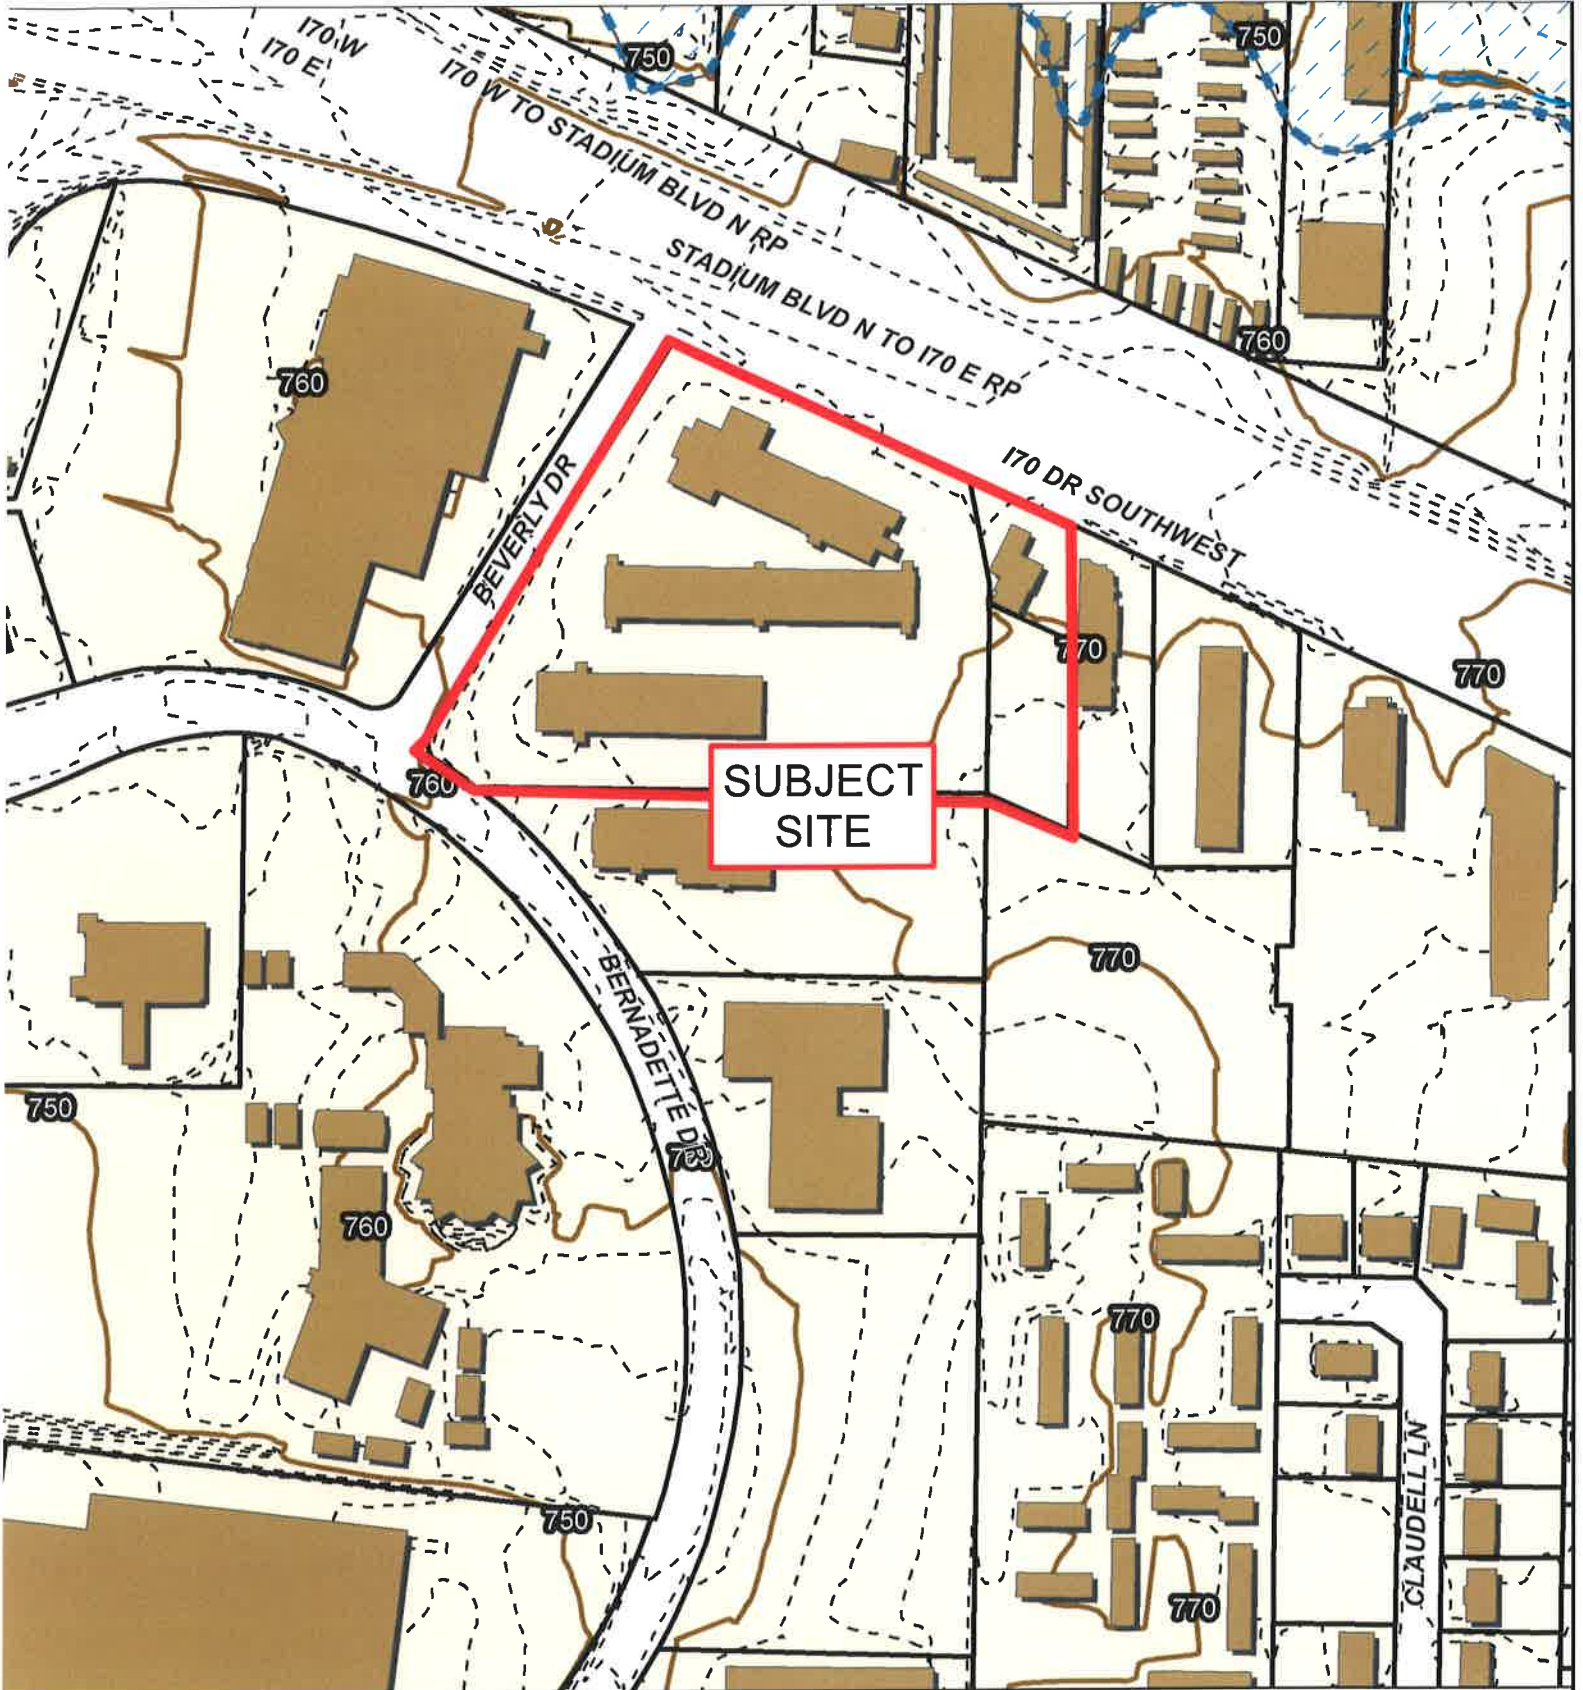 I70 W
I70 E
750
750
I70 W TO STADIUM BLVD N RP
STADIUM BLVD N TO I70 E RP
760
760
I70 DR SOUTHWEST
BEVERLY DR
770
770
760
SUBJECT
SITE
770
BERNADETTE DR
750
760
760
770
750
CLAUDELL LN
770